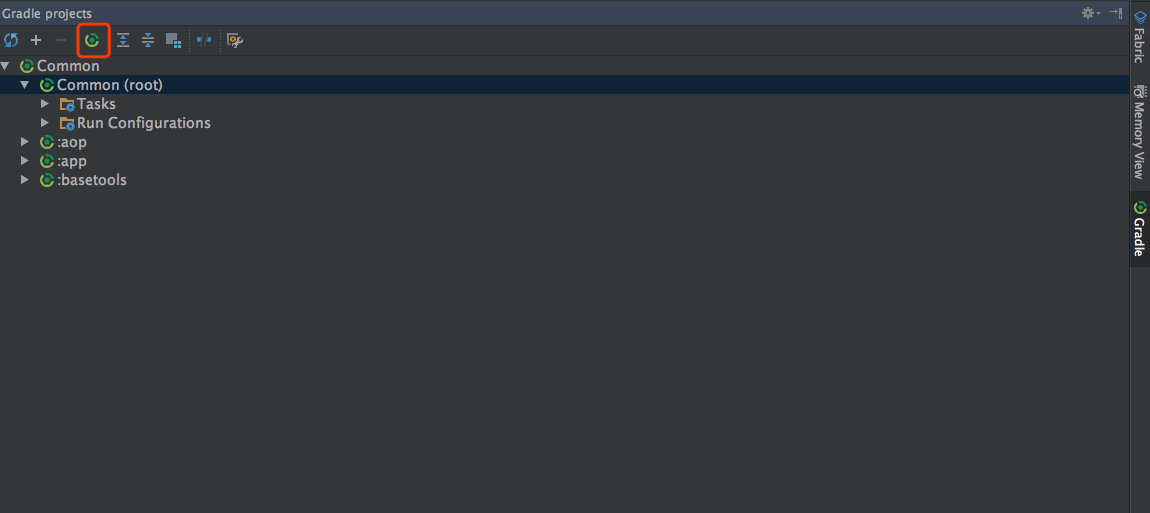 Gradle projects
Common
Common (root)
Tasks
Run Configurations
:aop
:app
:basetools
Fabric
Memory View
Gradle